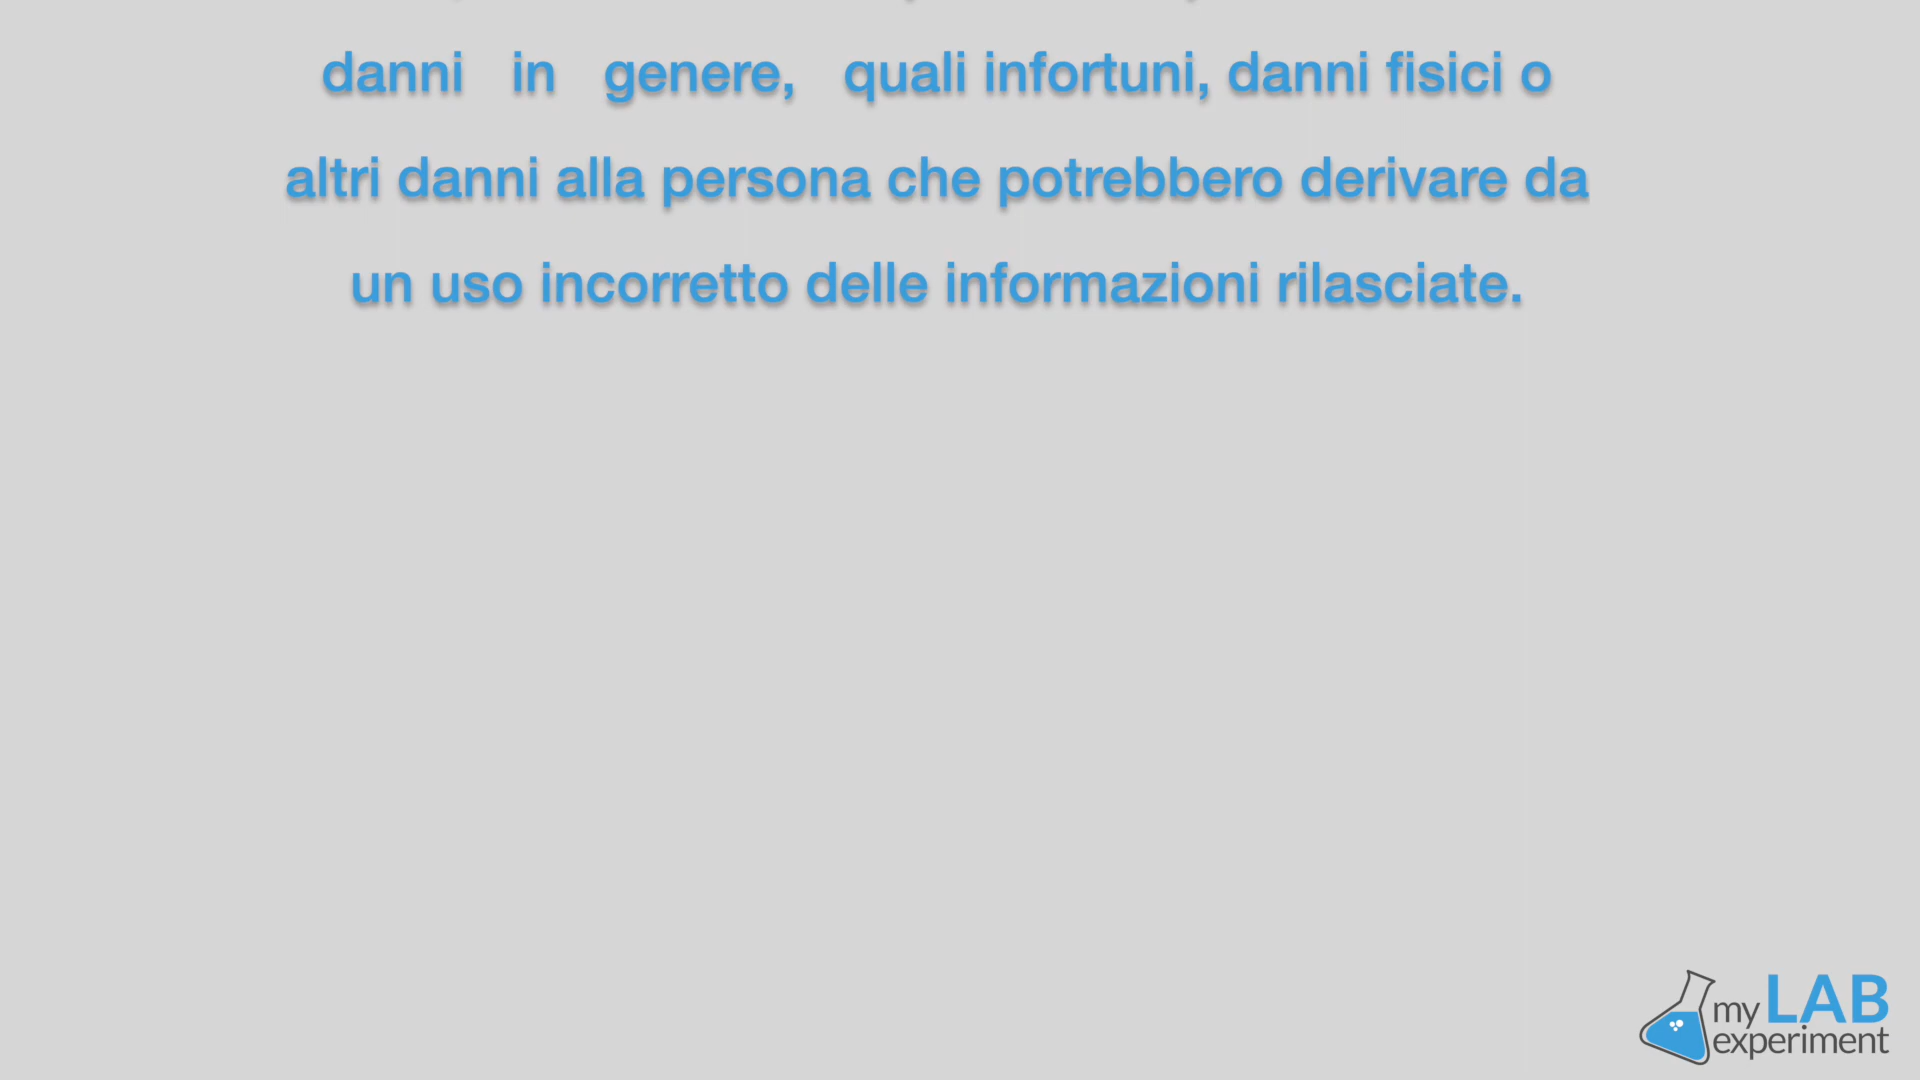 danni in genere, quali infortuni, danni fisici o
altri danni alla persona che potrebbero derivare da
un uso incorretto delle informazioni rilasciate.
my LAB
experiment